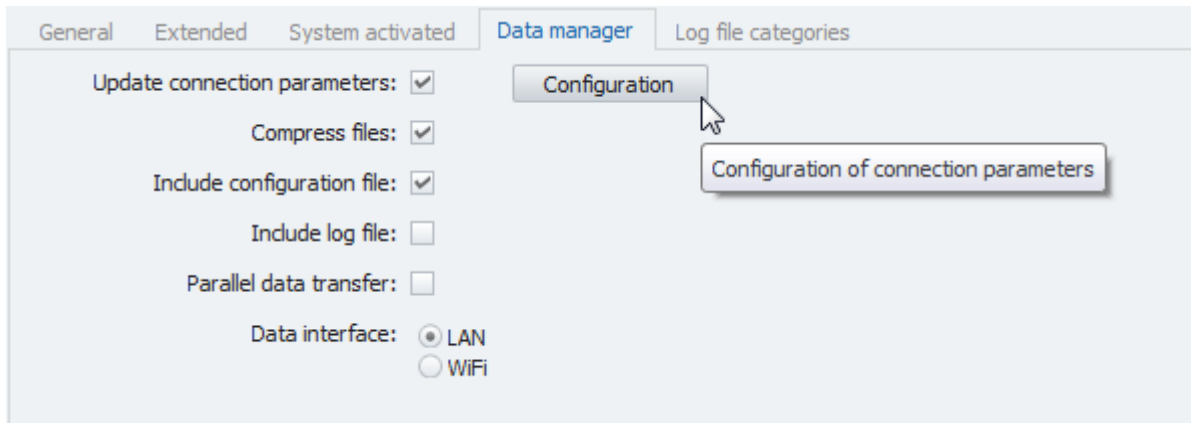 General Extended System activated Data manager Log file categories
Update connection parameters: Configuration
Compress files:
Configuration of connection parameters
Include configuration file:
Include log file:
Parallel data transfer:
Data interface: LAN
WiFi